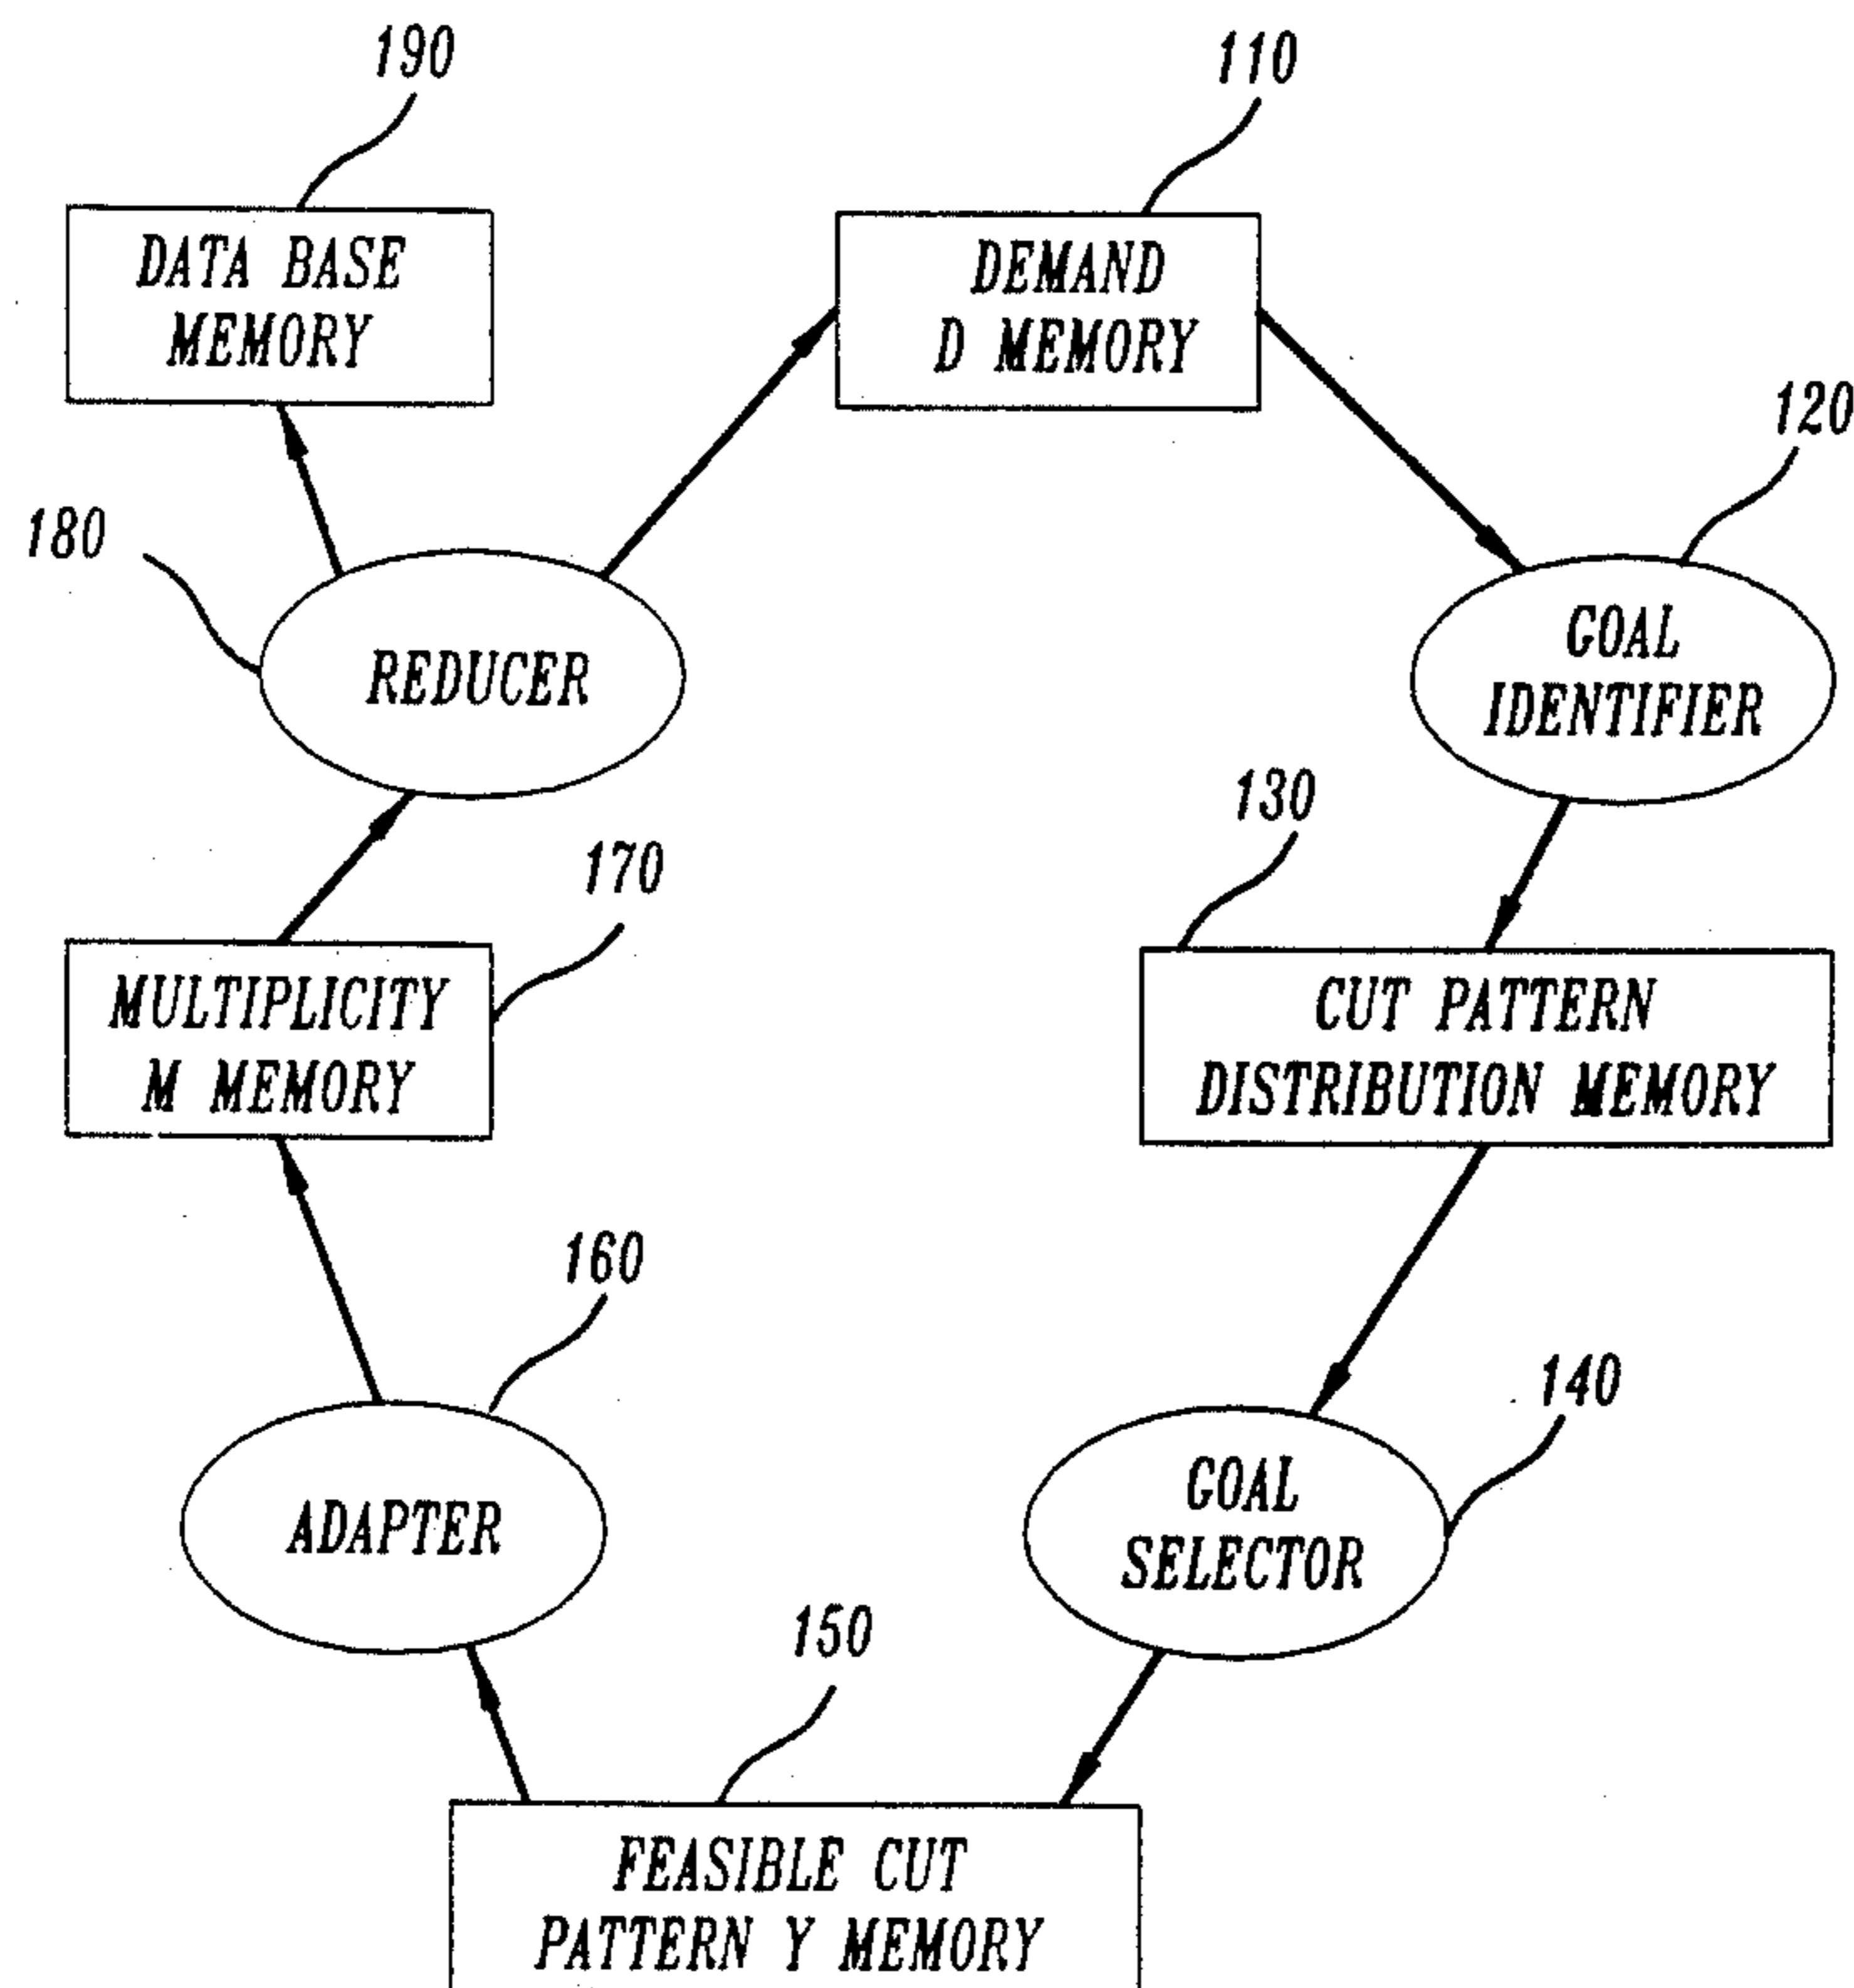 190
110
DATA BASE
MEMORY
DEMAND
D MEMORY
120
180
REDUCER
GOAL
IDENTIFIER
130
170
MULTIPLICITY
M MEMORY
CUT PATTERN
DISTRIBUTION MEMORY
160
140
ADAPTER
GOAL
SELECTOR
150
FEASIBLE CUT
PATTERN Y MEMORY